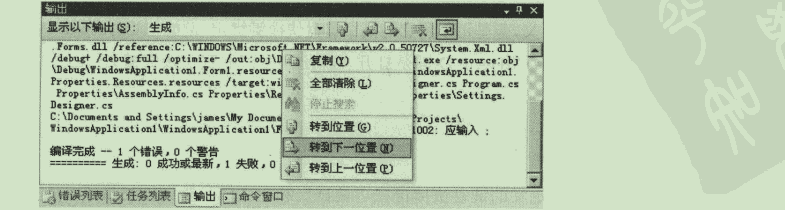 输出
显示以下输出(S): 生成
.Forms.dll /reference:C:\WINDOWS\Microsoft.NET\Framework\v2.0.50727\System.Xml.dll
/debug+ /debug:full /optimize- /out:obj\D .exe /resource:obj
\Debug\WindowsApplication1.Form1.resource ndowsApplication1.
Properties.Resources.resources /target:wi igner.cs Program.cs
Properties\AssemblyInfo.cs Properties\Re perties\Settings.
Designer.cs
C:\Documents and Settings\james\My Docume Projects\
WindowsApplication1\WindowsApplication1\F 1002: 应输入 ;
编译完成 -- 1 个错误，0 个警告
========== 生成: 0 成功或最新，1 失败，0
复制(Y)
全部清除(L)
停止搜索
转到位置(G)
转到下一位置(N)
转到上一位置(P)
错误列表 任务列表 输出 命令窗口